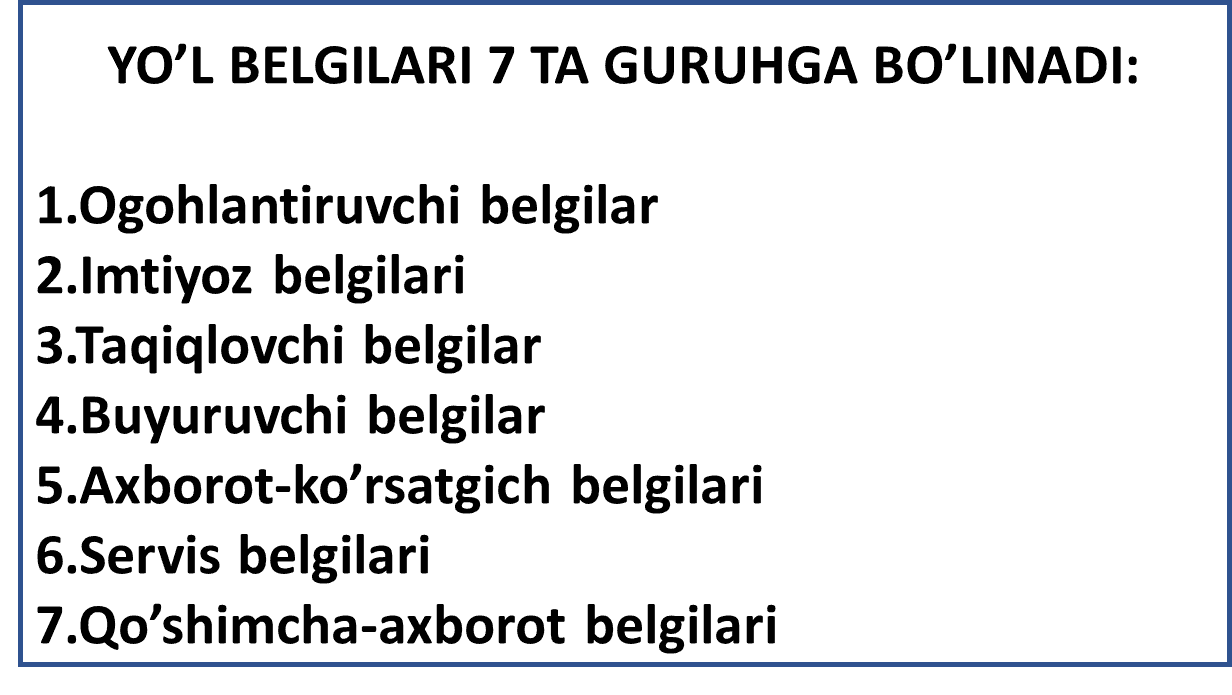 YO’L BELGILARI 7 TA GURUHGA BO’LINADI:
1.Ogohlantiruvchi belgilar
2.Imtiyoz belgilari
3.Taqiqlovchi belgilar
4.Buyuruvchi belgilar
5.Axborot-ko’rsatgich belgilari
6.Servis belgilari
7.Qo’shimcha-axborot belgilari